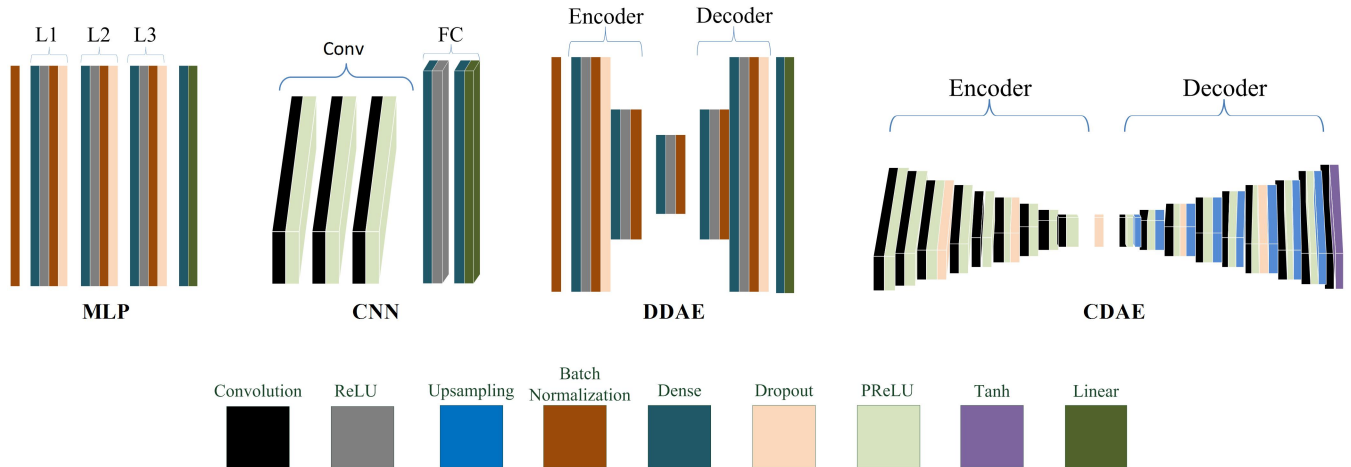 L1 L2 L3
Conv
FC
Encoder Decoder
Encoder Decoder
MLP CNN DDAE CDAE
Convolution ReLU Upsampling Batch Normalization Dense Dropout PReLU Tanh Linear